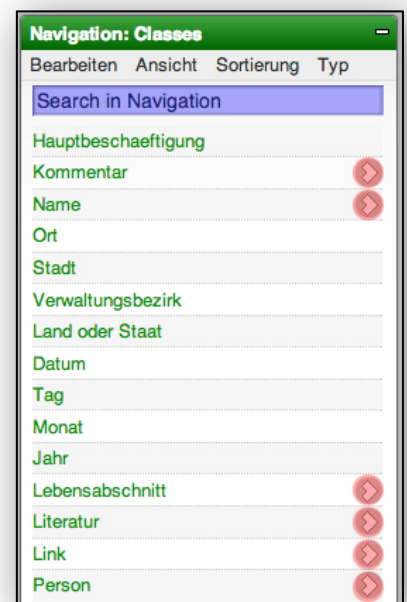 Navigation: Classes
Bearbeiten Ansicht Sortierung Typ
Search in Navigation
Hauptbeschaeftigung
Kommentar
Name
Ort
Stadt
Verwaltungsbezirk
Land oder Staat
Datum
Tag
Monat
Jahr
Lebensabschnitt
Literatur
Link
Person